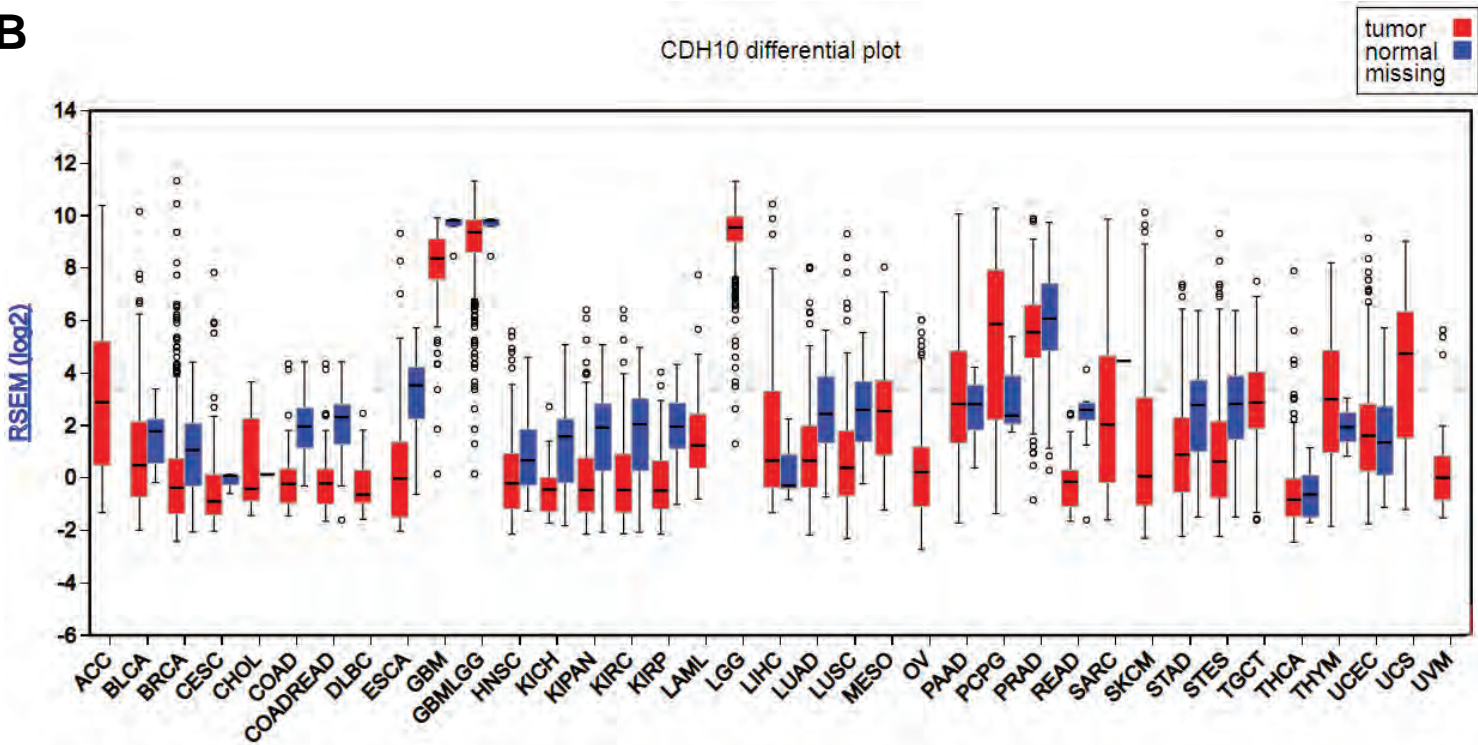 B
CDH10 differential plot
tumor
normal
missing
RSEM (log2)
14
12
10
8
6
4
2
0
-2
-4
-6
ACC
BLCA
BRCA
CESC
CHOL
COAD
COADREAD
DLBC
ESCA
GBM
GBMLGG
HNSC
KICH
KIPAN
KIRC
KIRP
LAML
LGG
LIHC
LUAD
LUSC
MESO
OV
PAAD
PCPG
PRAD
READ
SARC
SKCM
STAD
STES
TGCT
THCA
THYM
UCEC
UCS
UVM